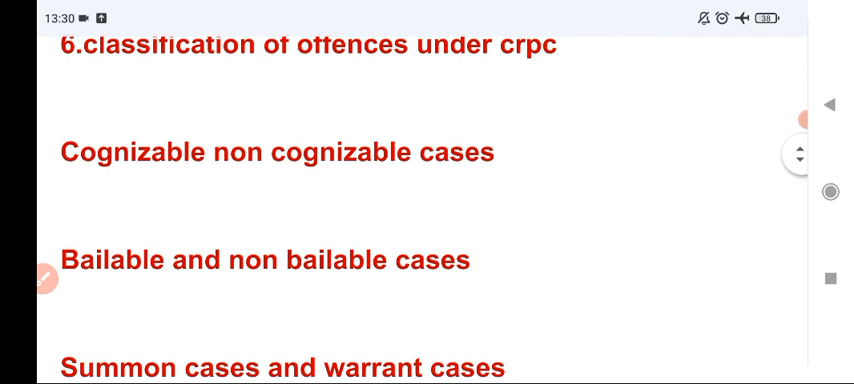 13:30
38
6.classification of offences under crpc
Cognizable non cognizable cases
Bailable and non bailable cases
Summon cases and warrant cases